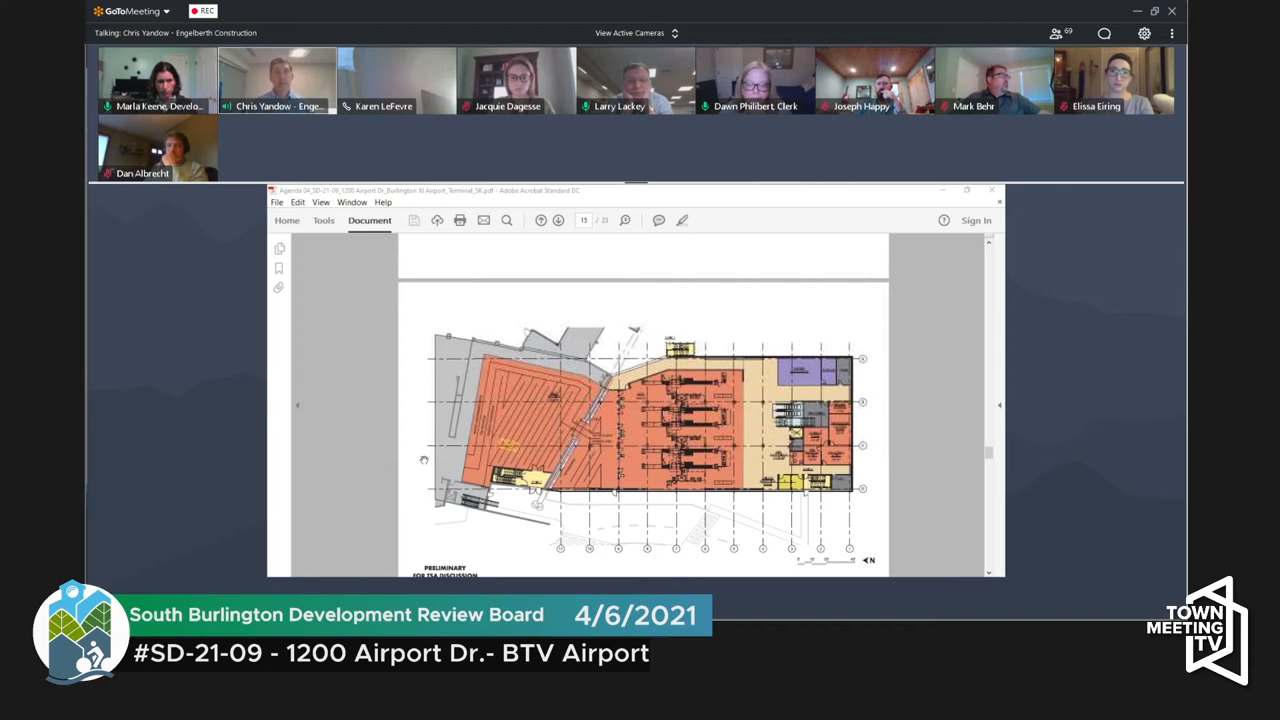 GoToMeeting
REC
Talking: Chris Yandow - Engelberth Construction
View Active Cameras
69
Marla Keene, Develo...
Chris Yandow - Enge...
Karen LeFevre
Jacquie Dagesse
Larry Lackey
Dawn Philibert, Clerk
Joseph Happy
Mark Behr
Elissa Eiring
Dan Albrecht
File Edit View Window Help
Home Tools Document
15 / 23
Sign In
N
PRELIMINARY
FOR TSA DISCUSSION
South Burlington Development Review Board 4/6/2021
#SD-21-09 - 1200 Airport Dr.- BTV Airport
TOWN
MEETING
TV